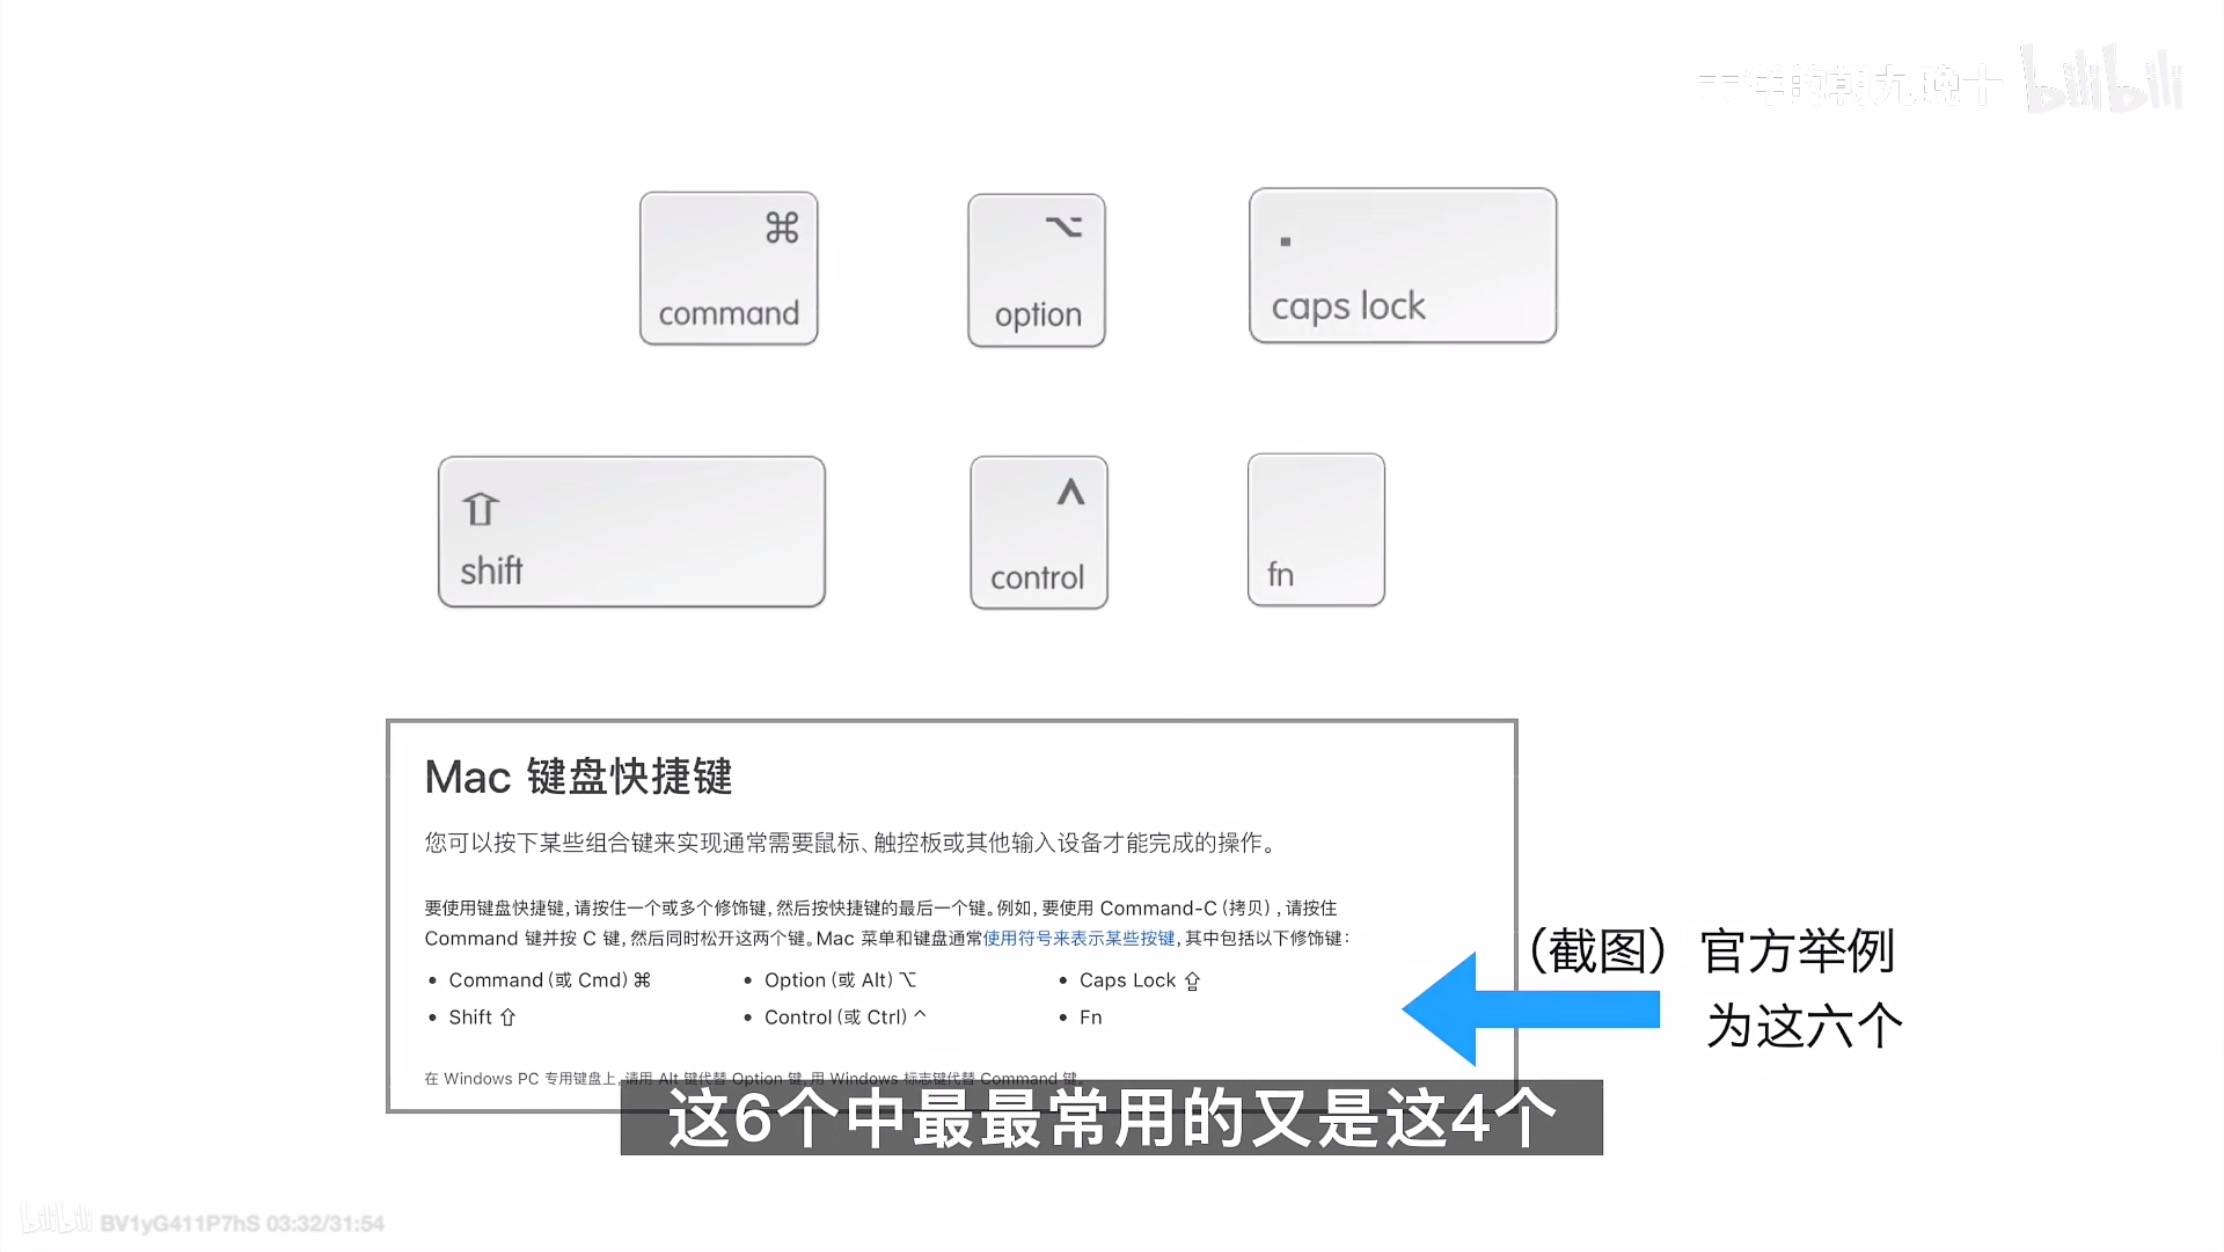 bilibili
⌘
command
⌥
option
caps lock
⇧
shift
^
control
fn
Mac 键盘快捷键
您可以按下某些组合键来实现通常需要鼠标、触控板或其他输入设备才能完成的操作。
要使用键盘快捷键，请按住一个或多个修饰键，然后按快捷键的最后一个键。例如，要使用 Command-C（拷贝），请按住
Command 键并按 C 键，然后同时松开这两个键。Mac 菜单和键盘通常使用符号来表示某些按键，其中包括以下修饰键：
• Command（或 Cmd）⌘ • Option（或 Alt）⌥ • Caps Lock ⇪
• Shift ⇧ • Control（或 Ctrl）^ • Fn
（截图）官方举例
为这六个
在 Windows PC 专用键盘上，请用 Alt 键代替 Option 键，用 Windows 标志键代替 Command 键。
这6个中最最常用的又是这4个
bilibili BV1yG411P7hS 03:32/31:54